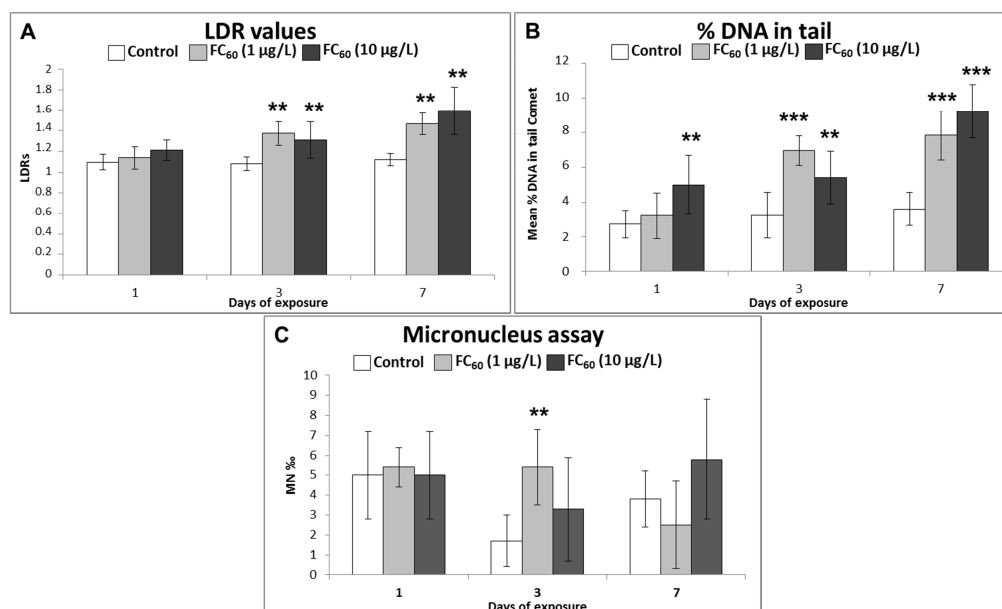 A
LDR values
Control FC60 (1 µg/L) FC60 (10 µg/L)
2
1.8
1.6
1.4
1.2
1
0.8
0.6
0.4
0.2
0
LDRs
** ** ** **
1 3 7
Days of exposure
B
% DNA in tail
Control FC60 (1 µg/L) FC60 (10 µg/L)
12
10
8
6
4
2
0
Mean % DNA in tail Comet
** *** ** *** ***
1 3 7
Days of exposure
C
Micronucleus assay
Control FC60 (1 µg/L) FC60 (10 µg/L)
10
9
8
7
6
5
4
3
2
1
0
MN ‰
**
1 3 7
Days of exposure